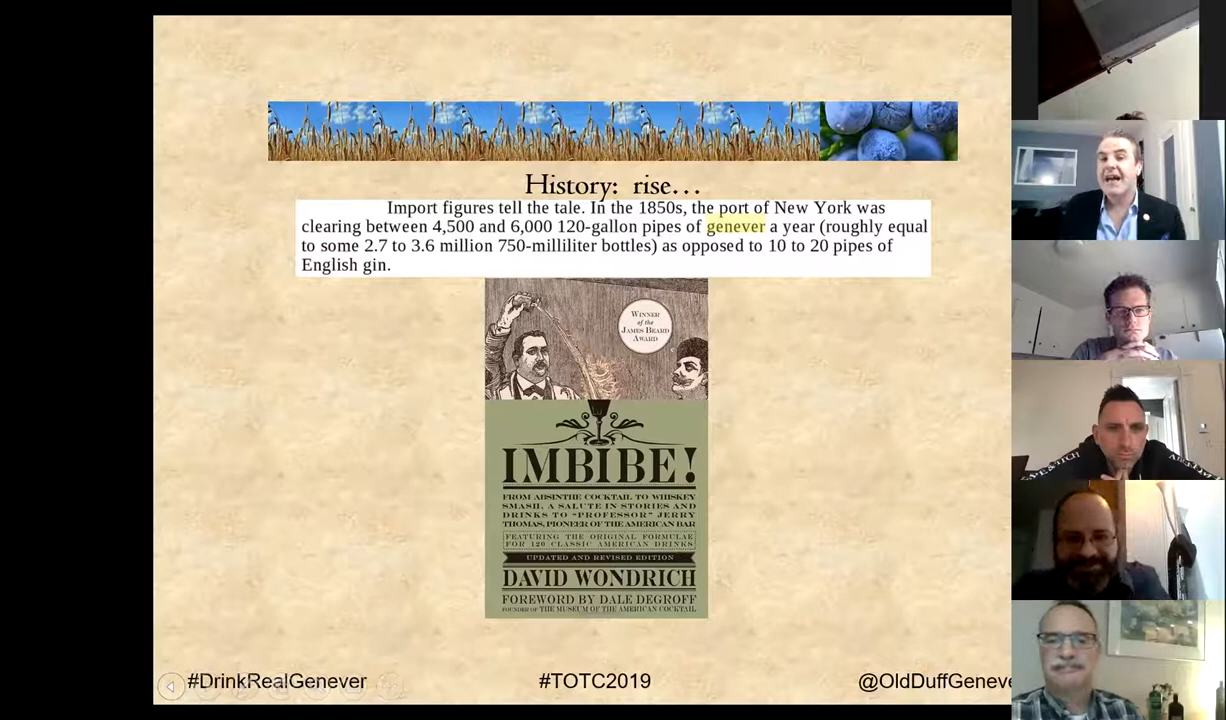 History: rise...
Import figures tell the tale. In the 1850s, the port of New York was
clearing between 4,500 and 6,000 120-gallon pipes of genever a year (roughly equal
to some 2.7 to 3.6 million 750-milliliter bottles) as opposed to 10 to 20 pipes of
English gin.
WINNER
of the
JAMES BEARD
AWARD
IMBIBE!
FROM ABSINTHE COCKTAIL TO WHISKEY
SMASH, A SALUTE IN STORIES AND
DRINKS TO "PROFESSOR" JERRY
THOMAS, PIONEER OF THE AMERICAN BAR
FEATURING THE ORIGINAL FORMULAE
FOR 120 CLASSIC AMERICAN DRINKS
UPDATED AND REVISED EDITION
DAVID WONDRICH
FOREWORD BY DALE DEGROFF
FOUNDER OF THE MUSEUM OF THE AMERICAN COCKTAIL
#DrinkRealGenever
#TOTC2019
@OldDuffGeneve